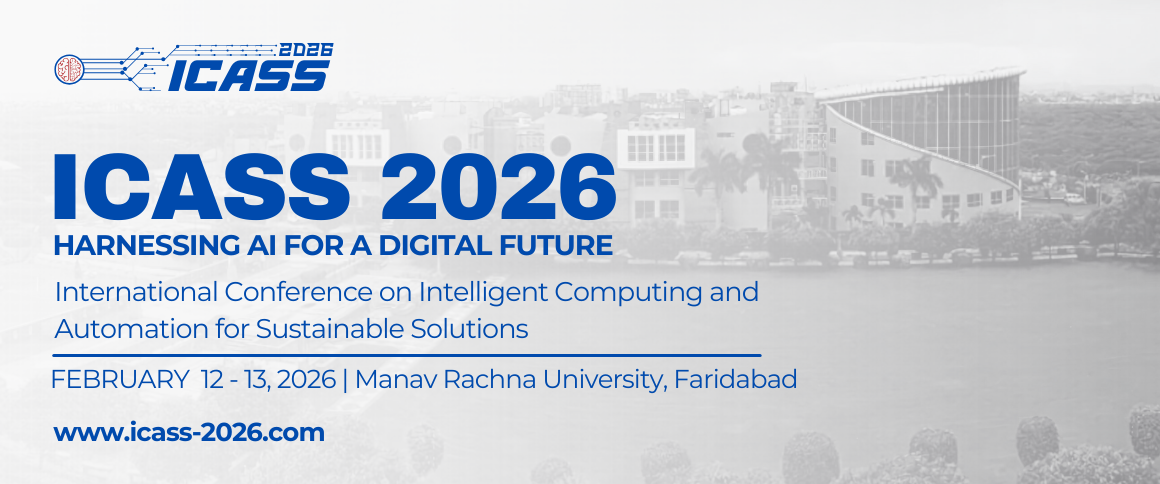 2026
ICASS
ICASS 2026
HARNESSING AI FOR A DIGITAL FUTURE
International Conference on Intelligent Computing and
Automation for Sustainable Solutions
FEBRUARY 12 - 13, 2026 | Manav Rachna University, Faridabad
www.icass-2026.com